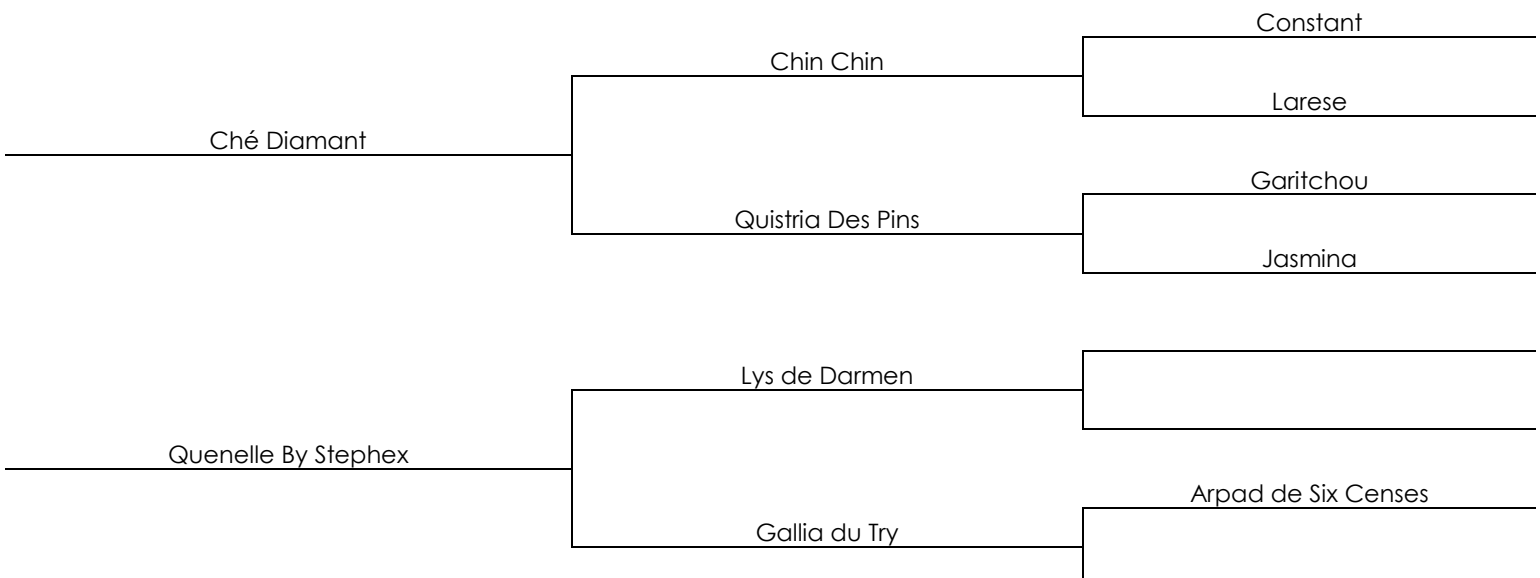 Constant
Chin Chin
Larese
Ché Diamant
Garitchou
Quistria Des Pins
Jasmina
Lys de Darmen
Quenelle By Stephex
Arpad de Six Censes
Gallia du Try